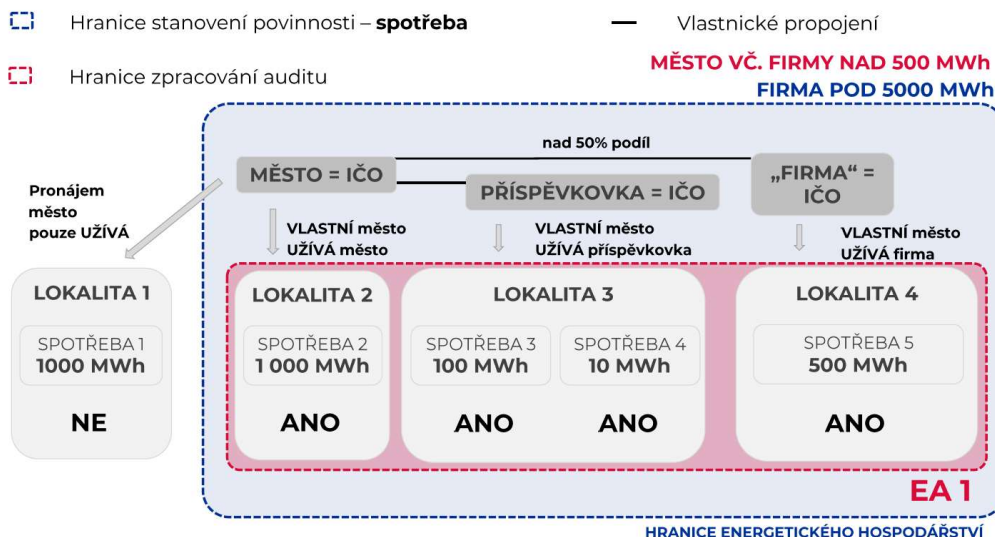 Hranice stanovení povinnosti – spotřeba
Vlastnické propojení
Hranice zpracování auditu
MĚSTO VČ. FIRMY NAD 500 MWh
FIRMA POD 5000 MWh
nad 50% podíl
MĚSTO = IČO
PŘÍSPĚVKOVKA = IČO
„FIRMA“ =
IČO
Pronájem
město
pouze UŽÍVÁ
VLASTNÍ město
UŽÍVÁ město
VLASTNÍ město
UŽÍVÁ příspěvkovka
VLASTNÍ město
UŽÍVÁ firma
LOKALITA 1
SPOTŘEBA 1
1000 MWh
NE
LOKALITA 2
SPOTŘEBA 2
1 000 MWh
ANO
LOKALITA 3
SPOTŘEBA 3
100 MWh
ANO
SPOTŘEBA 4
10 MWh
ANO
LOKALITA 4
SPOTŘEBA 5
500 MWh
ANO
EA 1
HRANICE ENERGETICKÉHO HOSPODÁŘSTVÍ